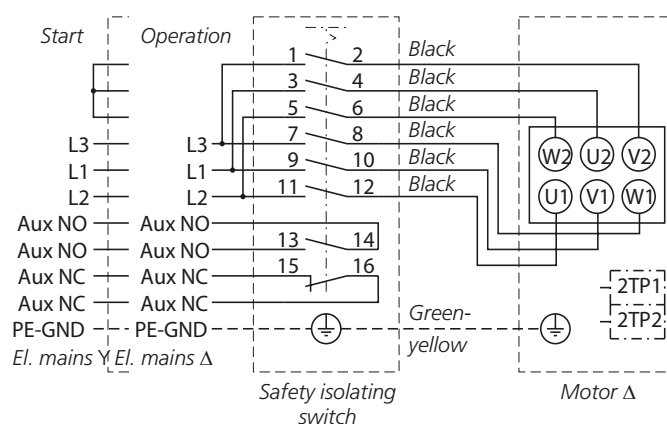 Start
Operation
1 2 Black
3 4 Black
5 6 Black
L3 L3 7 8 Black
L1 L1 9 10 Black
L2 L2 11 12 Black
W2 U2 V2
U1 V1 W1
Aux NO Aux NO
Aux NO Aux NO 13 14
Aux NC Aux NC 15 16
Aux NC Aux NC
2TP1
2TP2
PE-GND PE-GND Green-
yellow
El. mains Y El. mains Δ
Safety isolating
switch
Motor Δ